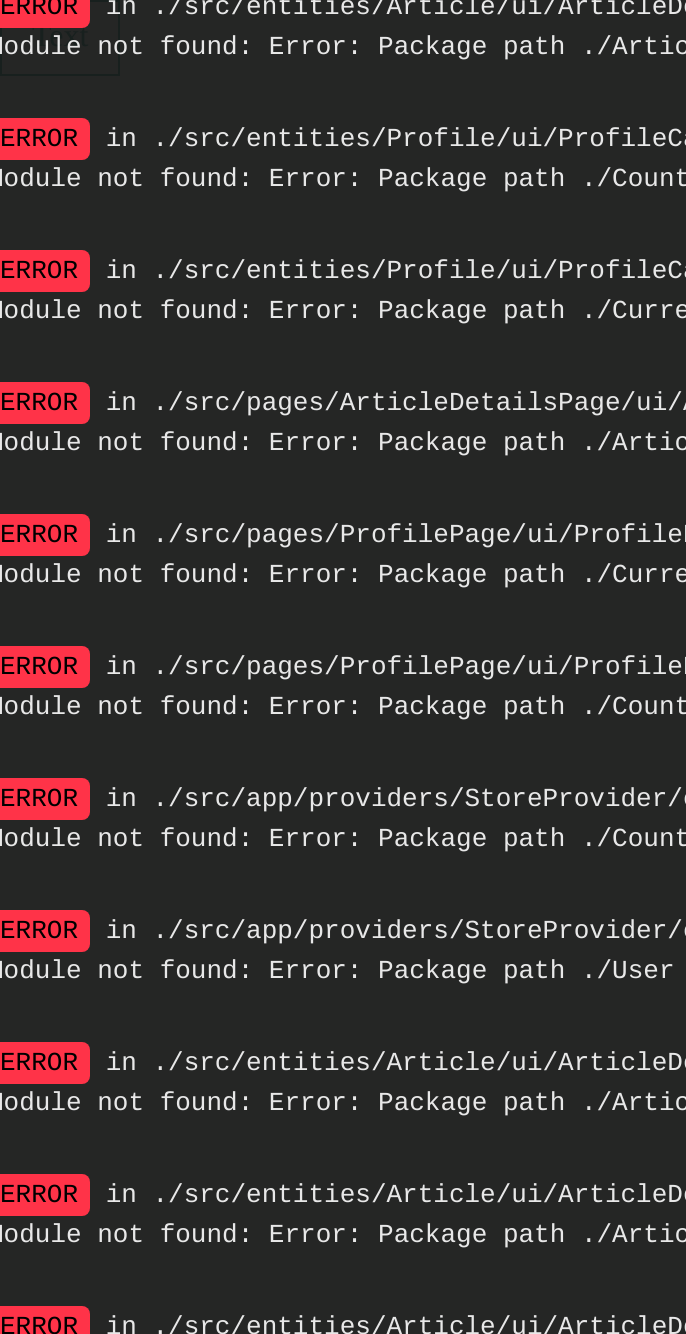 ERROR in ./src/entities/Article/ui/ArticleD
Module not found: Error: Package path ./Artic
ERROR in ./src/entities/Profile/ui/ProfileCa
Module not found: Error: Package path ./Count
ERROR in ./src/entities/Profile/ui/ProfileCa
Module not found: Error: Package path ./Curre
ERROR in ./src/pages/ArticleDetailsPage/ui/A
Module not found: Error: Package path ./Artic
ERROR in ./src/pages/ProfilePage/ui/Profile
Module not found: Error: Package path ./Curre
ERROR in ./src/pages/ProfilePage/ui/Profile
Module not found: Error: Package path ./Count
ERROR in ./src/app/providers/StoreProvider/
Module not found: Error: Package path ./Count
ERROR in ./src/app/providers/StoreProvider/
Module not found: Error: Package path ./User
ERROR in ./src/entities/Article/ui/ArticleD
Module not found: Error: Package path ./Artic
ERROR in ./src/entities/Article/ui/ArticleD
Module not found: Error: Package path ./Artic
ERROR in ./src/entities/Article/ui/ArticleD